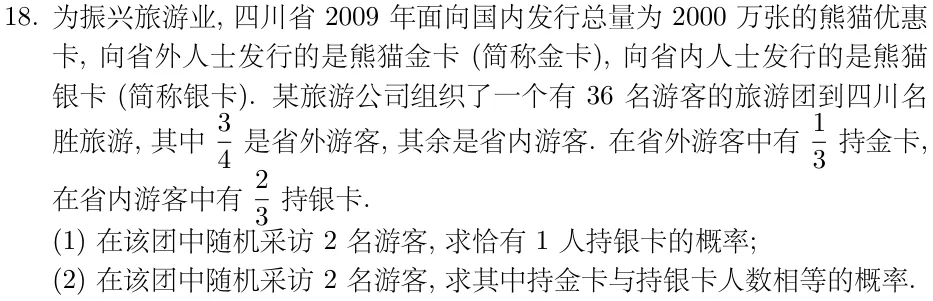 18. 为振兴旅游业, 四川省 2009 年面向国内发行总量为 2000 万张的熊猫优惠
卡, 向省外人士发行的是熊猫金卡 (简称金卡), 向省内人士发行的是熊猫
银卡 (简称银卡). 某旅游公司组织了一个有 36 名游客的旅游团到四川名
胜旅游, 其中 3/4 是省外游客, 其余是省内游客. 在省外游客中有 1/3 持金卡,
在省内游客中有 2/3 持银卡.
(1) 在该团中随机采访 2 名游客, 求恰有 1 人持银卡的概率;
(2) 在该团中随机采访 2 名游客, 求其中持金卡与持银卡人数相等的概率.